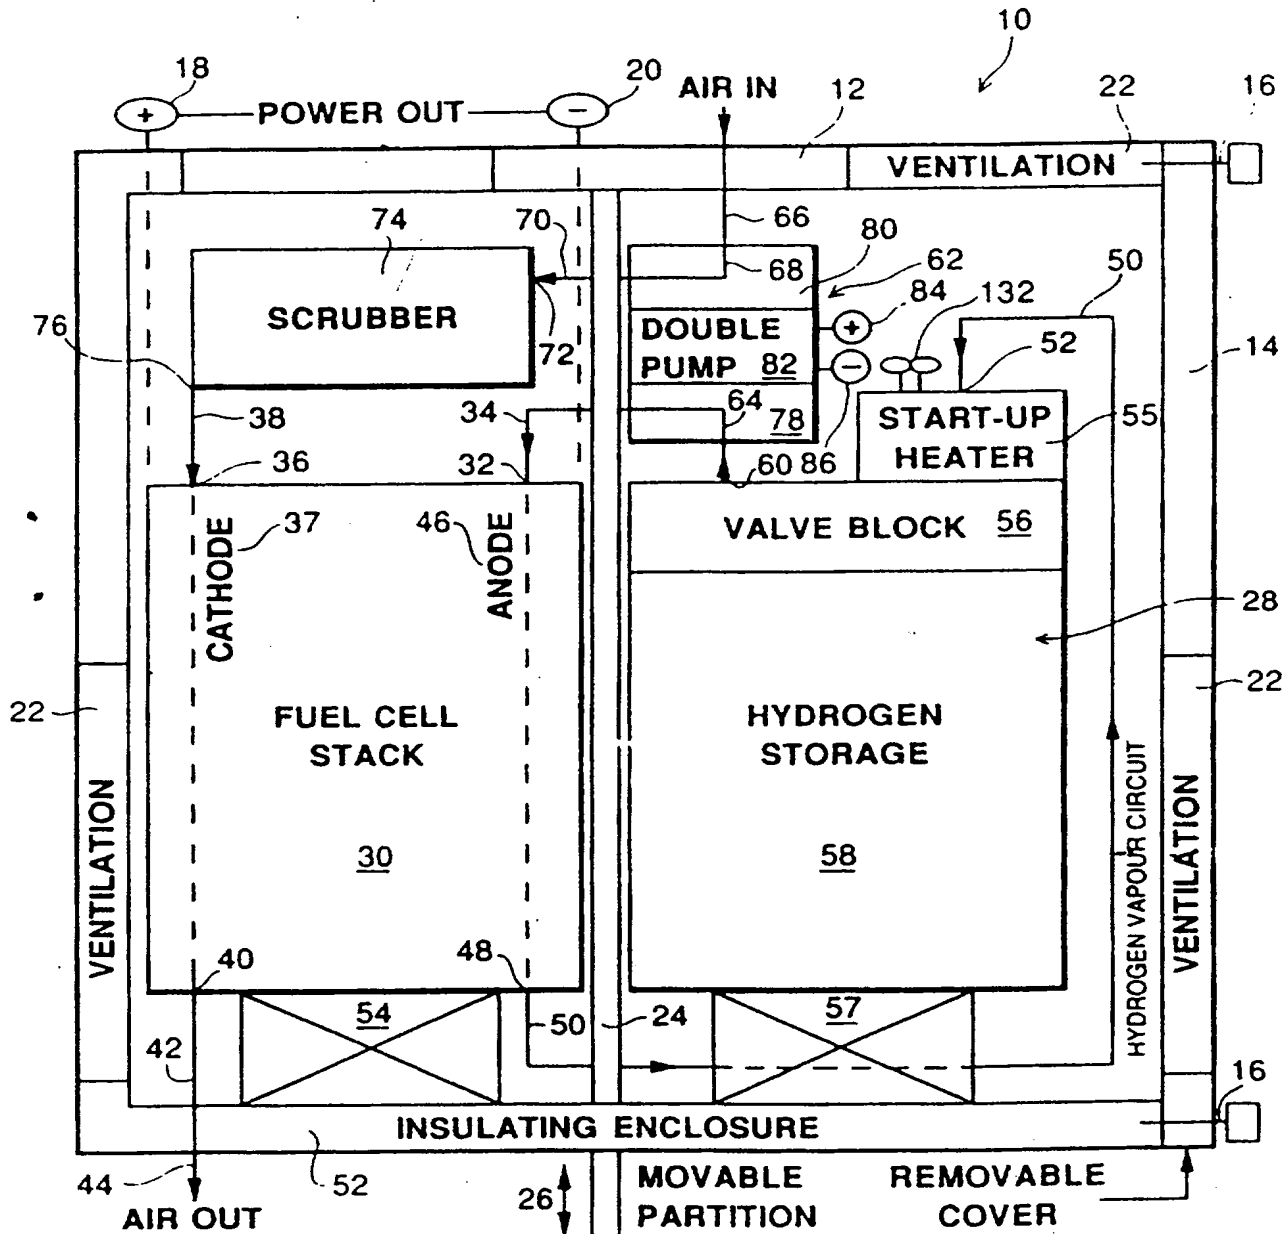 10
18
20
AIR IN
12
22
16
+
POWER OUT
−
VENTILATION
74
70
66
80
62
50
68
84
132
SCRUBBER
DOUBLE
PUMP 82
+
−
76
72
52
14
38
34
64
78
START-UP
HEATER
55
36
32
60
86
37
46
CATHODE
ANODE
VALVE BLOCK 56
28
22
22
FUEL CELL
STACK
HYDROGEN
STORAGE
30
58
VENTILATION
HYDROGEN VAPOUR CIRCUIT
VENTILATION
40
48
54
57
50
24
42
16
INSULATING ENCLOSURE
44
52
26
MOVABLE
PARTITION
REMOVABLE
COVER
AIR OUT